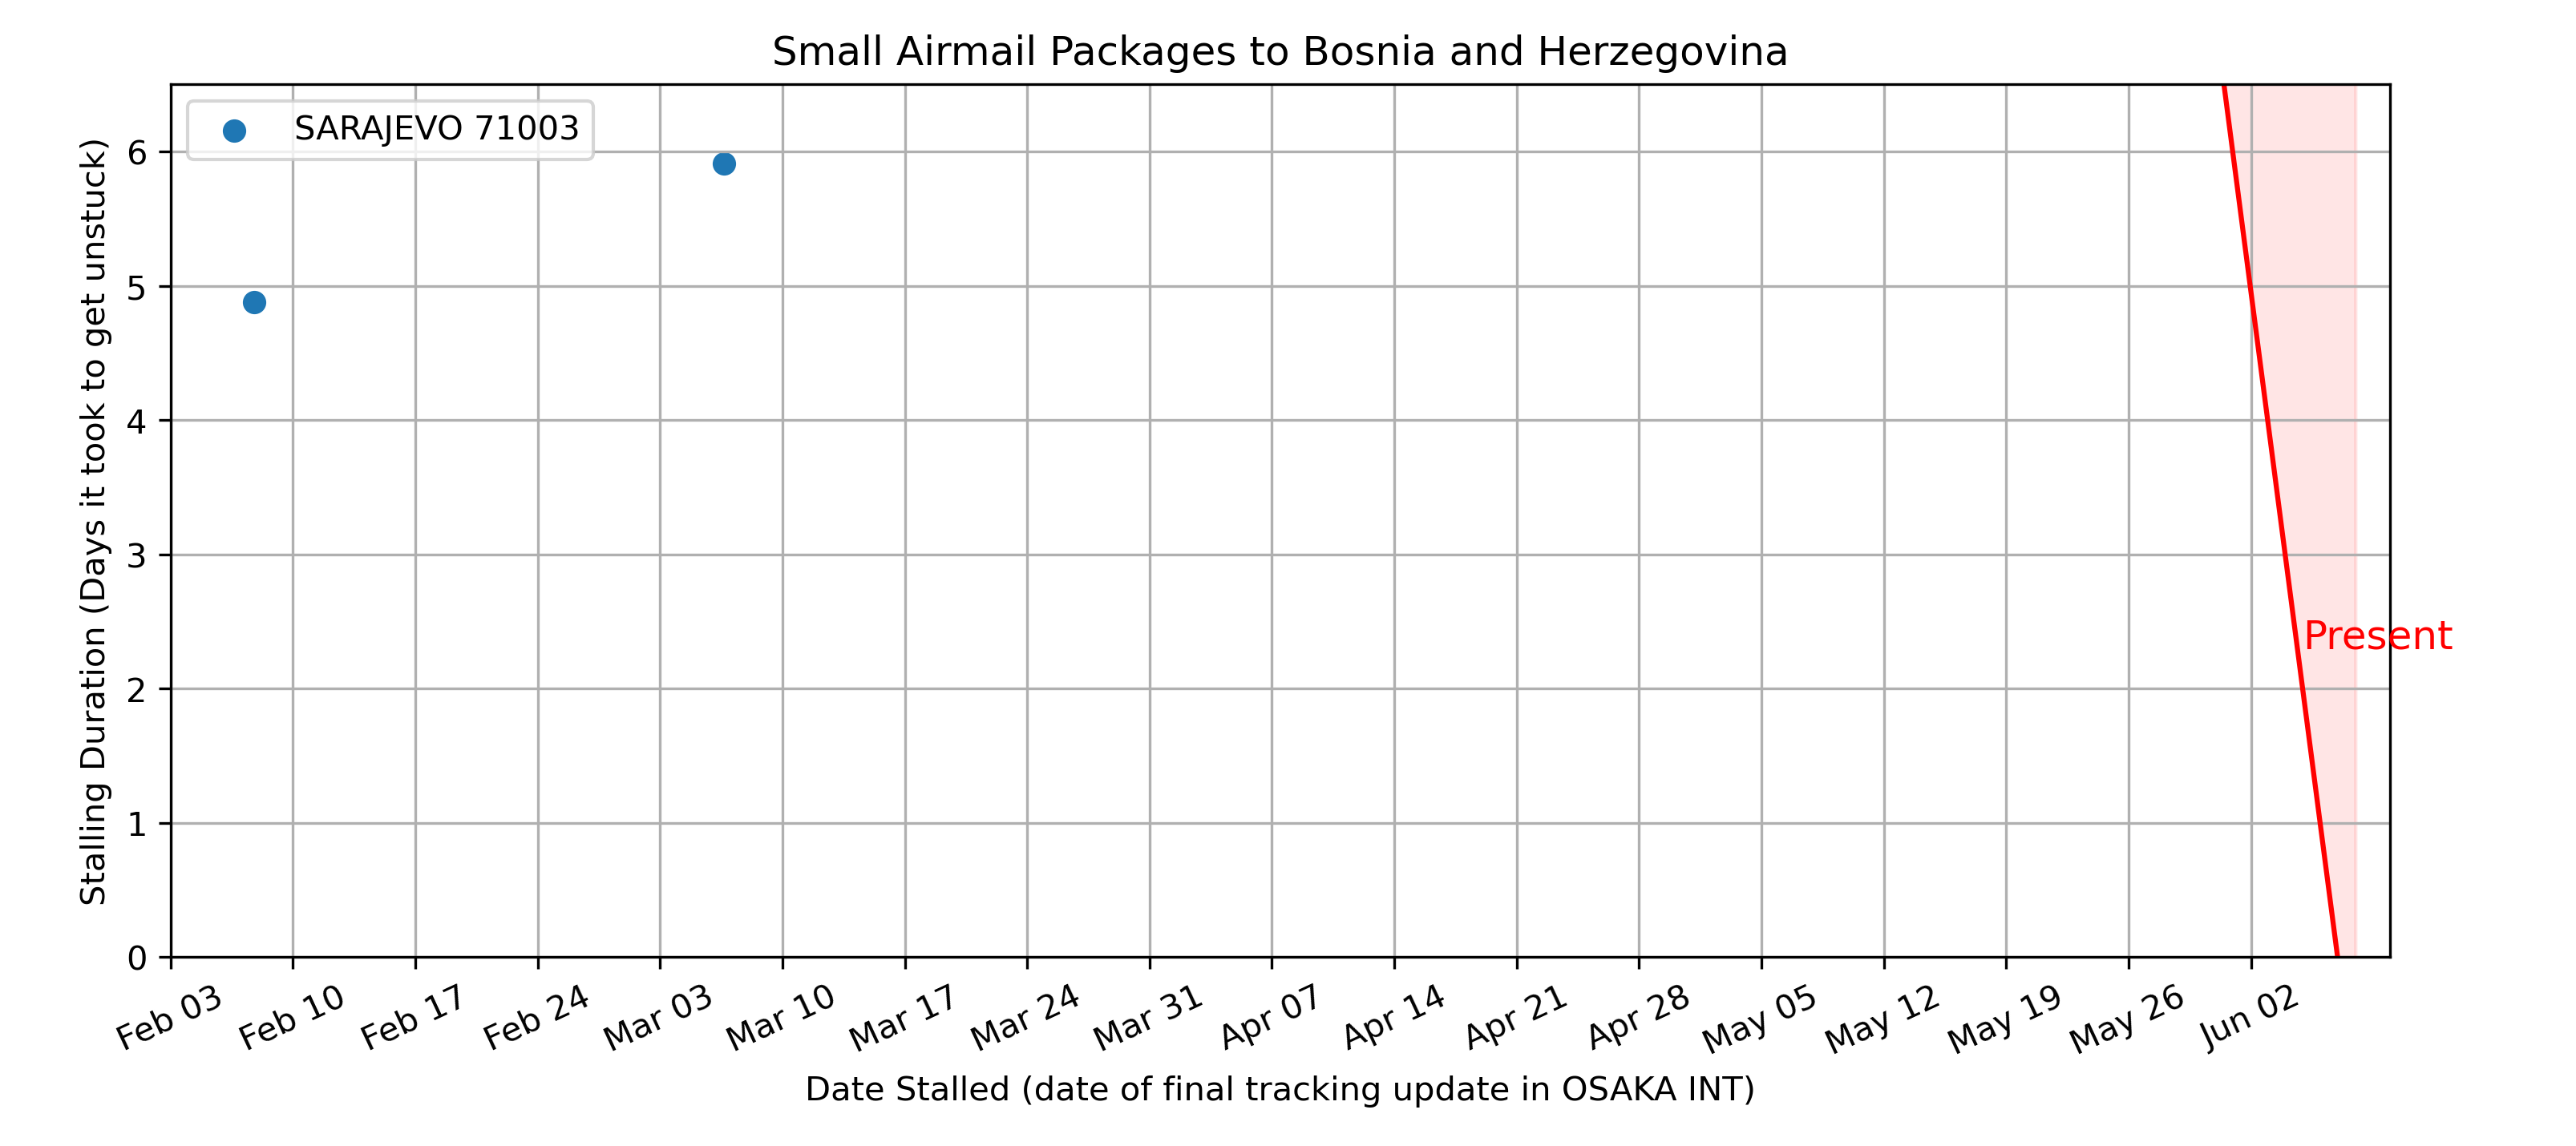 Small Airmail Packages to Bosnia and Herzegovina
SARAJEVO 71003
Stalling Duration (Days it took to get unstuck)
6
5
4
3
2
1
0
Present
Feb 03 Feb 10 Feb 17 Feb 24 Mar 03 Mar 10 Mar 17 Mar 24 Mar 31 Apr 07 Apr 14 Apr 21 Apr 28 May 05 May 12 May 19 May 26 Jun 02
Date Stalled (date of final tracking update in OSAKA INT)